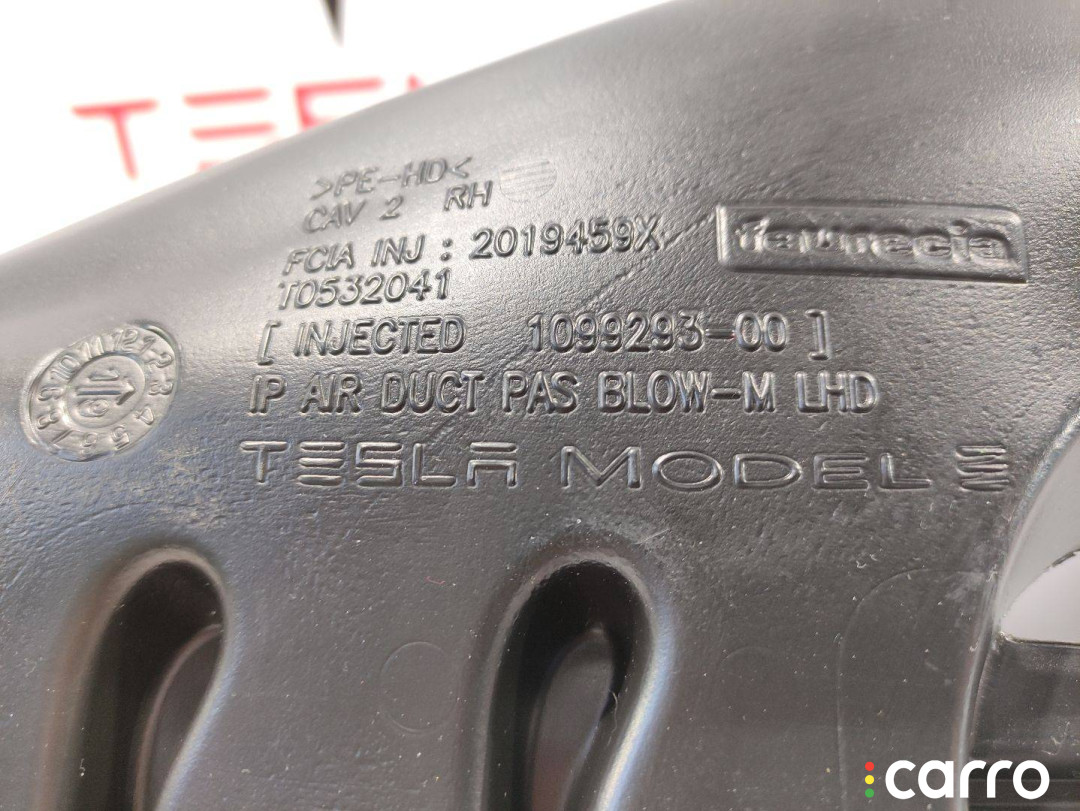 TESL
>PE-HD<
CAV 2 RH
FCIA INJ : 2019459X
T0532041
faurecia
[ INJECTED 1099293-00 ]
IP AIR DUCT PAS BLOW-M LHD
TESLA MODEL
carro